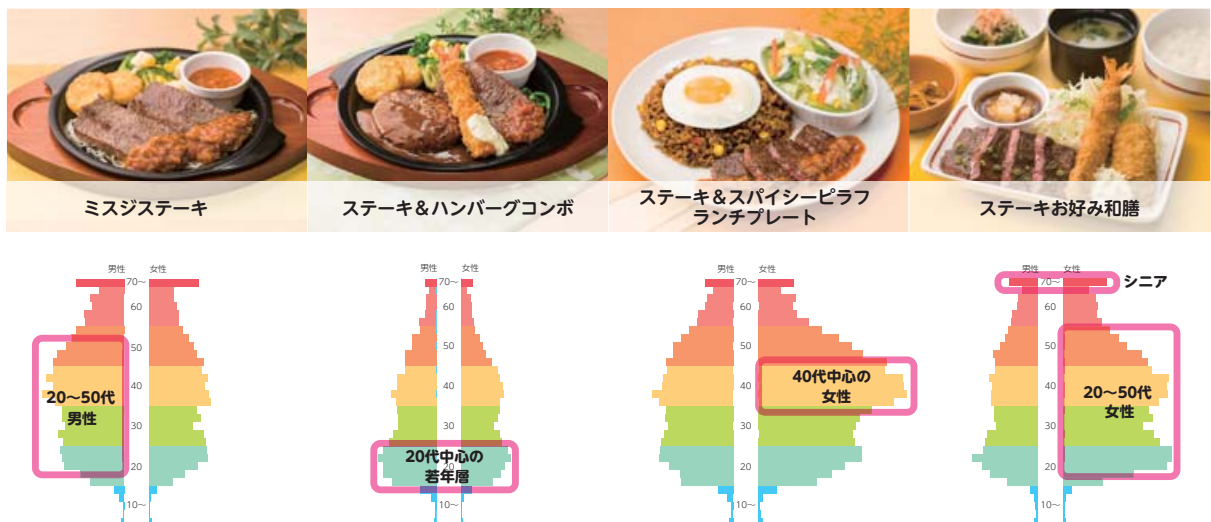 ミスジステーキ
ステーキ＆ハンバーグコンボ
ステーキ＆スパイシーピラフ
ランチプレート
ステーキお好み和膳
男性 女性
70〜
60
50
40
30
20
10〜
20〜50代
男性
男性 女性
70〜
60
50
40
30
20
10〜
20代中心の
若年層
男性 女性
70〜
60
50
40
30
20
10〜
40代中心の
女性
男性 女性
70〜
シニア
60
50
40
30
20
10〜
20〜50代
女性